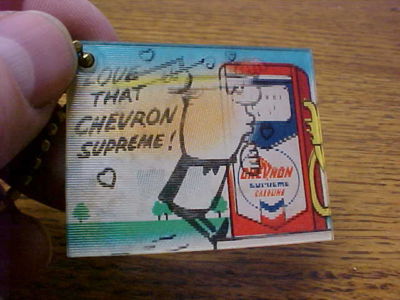 LOVE
THAT
CHEVRON
SUPREME!
CHEVRON
SUPREME
GASOLINE